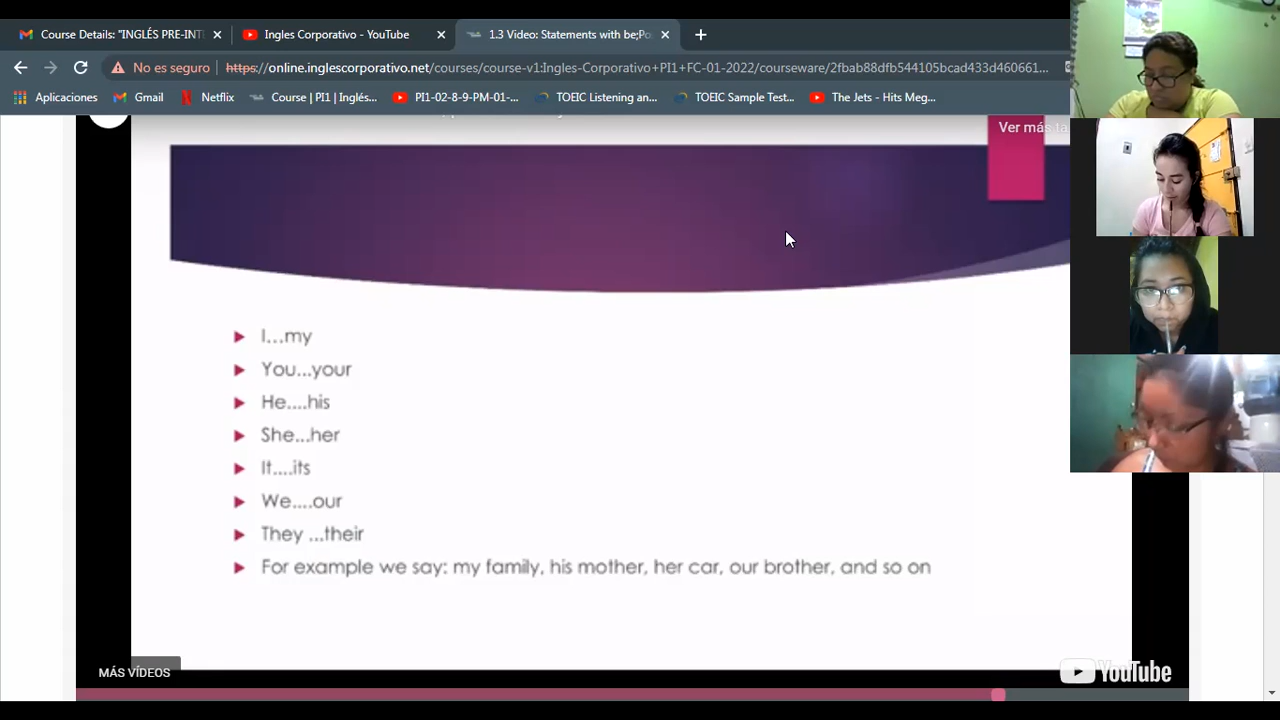 Course Details: "INGLÉS PRE-INT
Ingles Corporativo - YouTube
1.3 Video: Statements with be;Po
No es seguro
https://online.inglescorporativo.net/courses/course-v1:Ingles-Corporativo+PI1+FC-01-2022/courseware/2fbab88dfb544105bcad433d460661...
Aplicaciones
Gmail
Netflix
Course | PI1 | Inglés...
PI1-02-8-9-PM-01-...
TOEIC Listening an...
TOEIC Sample Test...
The Jets - Hits Meg...
Ver más ta
I...my
You...your
He....his
She...her
It....its
We....our
They ...their
For example we say: my family, his mother, her car, our brother, and so on
MÁS VÍDEOS
YouTube